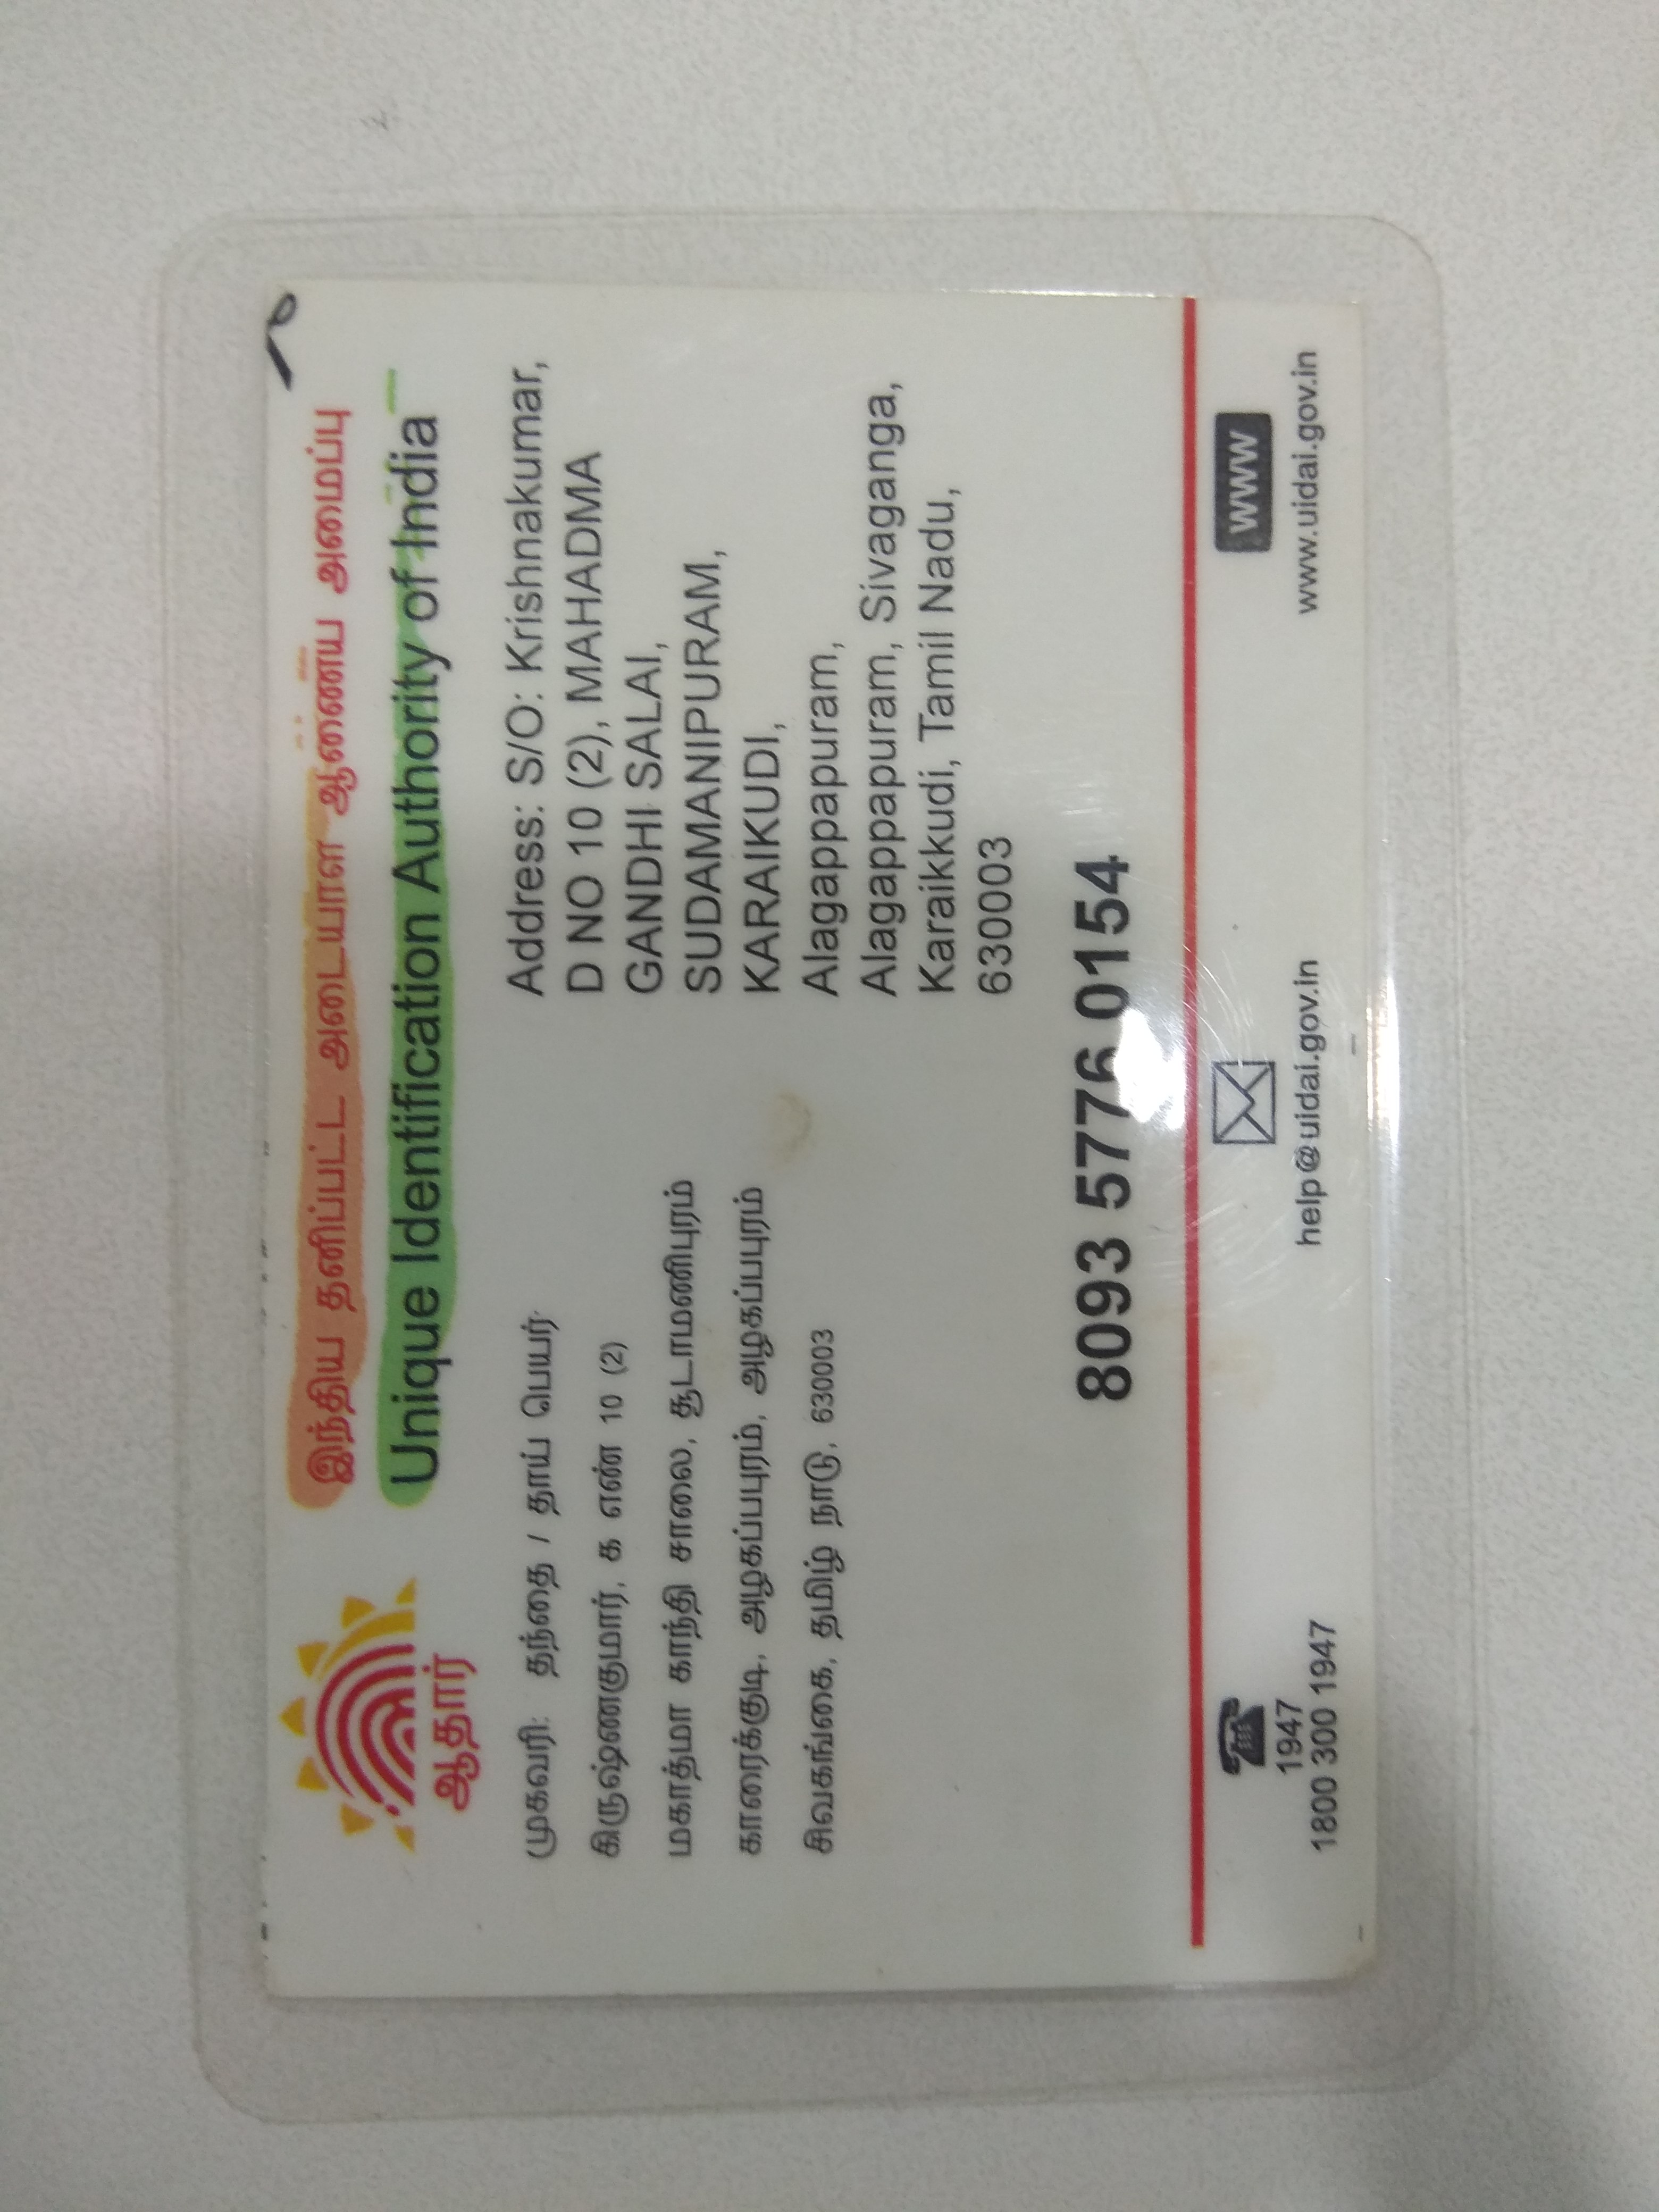 இந்திய தனிப்பட்ட அடையாள ஆணைய அமைப்பு
Unique Identification Authority of India
ஆதார்
முகவரி: தந்தை / தாய் பெயர்:
கிருஷ்ணகுமார், க எண் 10 (2)
மகாத்மா காந்தி சாலை, சூடாமணிபுரம்
காரைக்குடி, அழகப்பபுரம், அழகப்பபுரம்
சிவகங்கை, தமிழ் நாடு, 630003
Address: S/O: Krishnakumar,
D NO 10 (2), MAHADMA
GANDHI SALAI,
SUDAMANIPURAM,
KARAIKUDI,
Alagappapuram,
Alagappapuram, Sivaganga,
Karaikkudi, Tamil Nadu,
630003
8093 5776 0154
1947
1800 300 1947
help@uidai.gov.in
www
www.uidai.gov.in